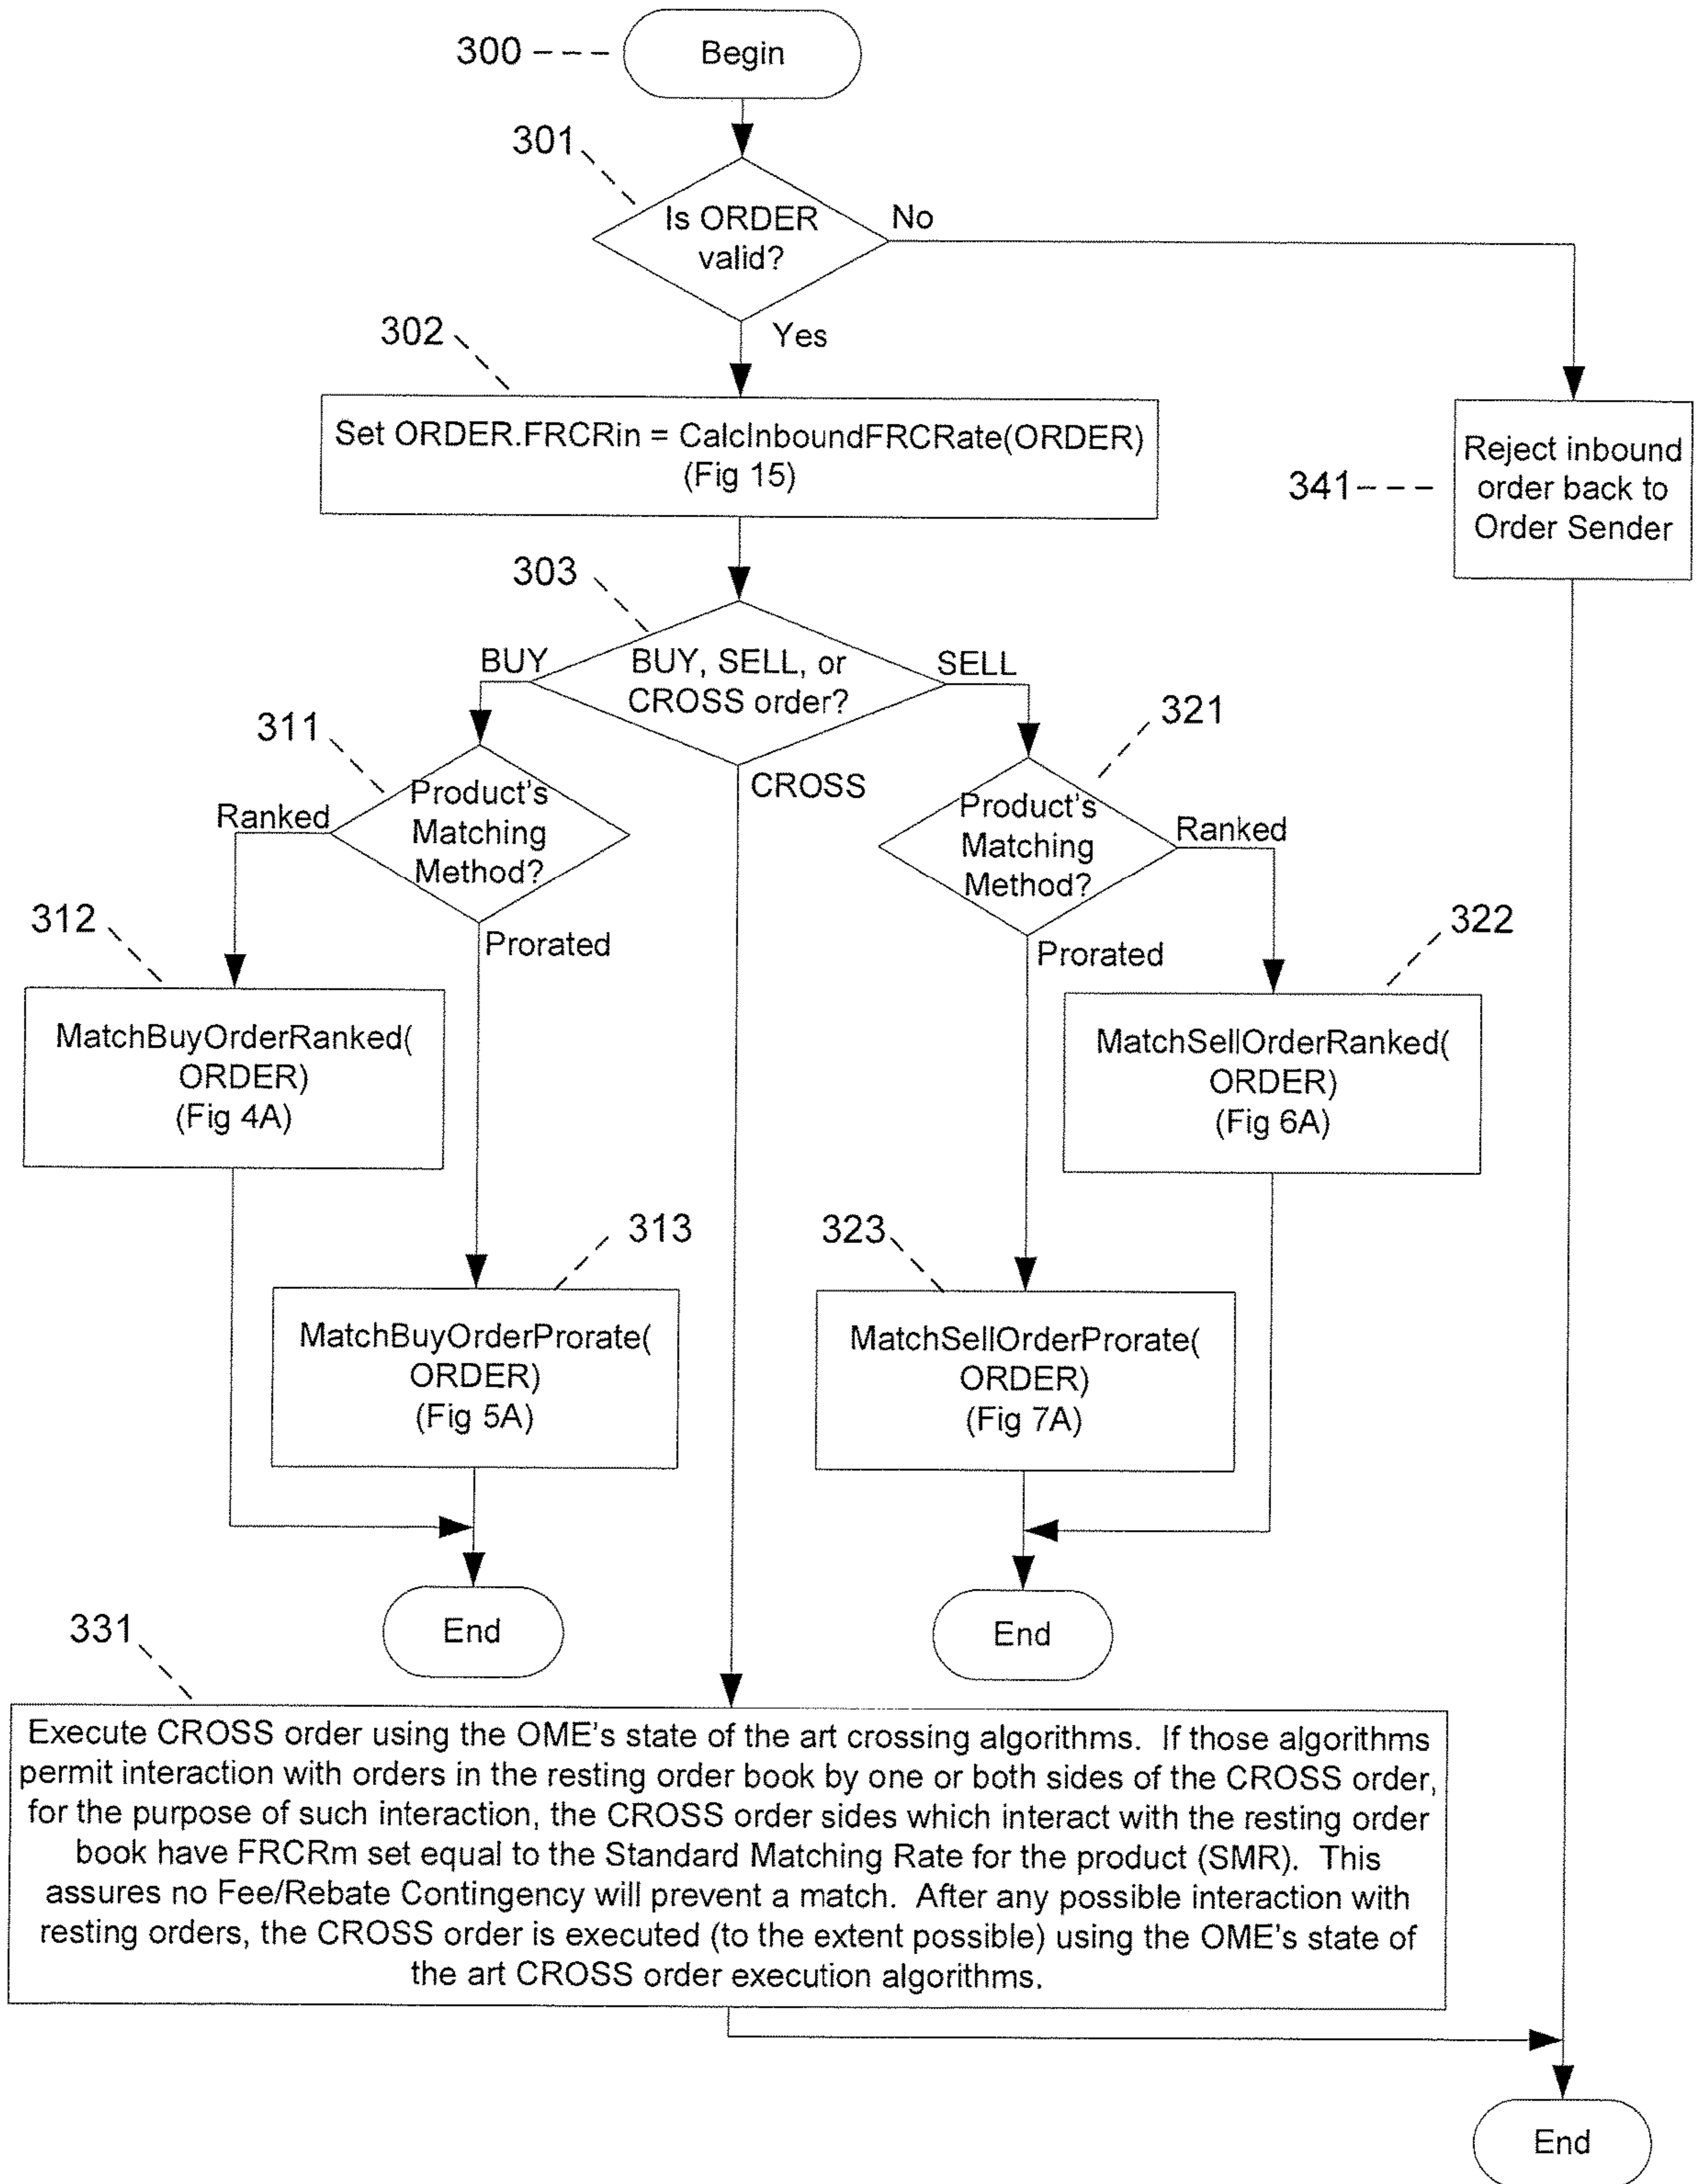 300
Begin
301
Is ORDER
valid?
No
Yes
302
Set ORDER.FRCRin = CalcInboundFRCRate(ORDER)
(Fig 15)
341
Reject inbound
order back to
Order Sender
303
BUY
BUY, SELL, or
CROSS order?
SELL
CROSS
311
Product's
Matching
Method?
Ranked
Prorated
321
Product's
Matching
Method?
Ranked
Prorated
312
MatchBuyOrderRanked(
ORDER)
(Fig 4A)
322
MatchSellOrderRanked(
ORDER)
(Fig 6A)
313
MatchBuyOrderProrate(
ORDER)
(Fig 5A)
323
MatchSellOrderProrate(
ORDER)
(Fig 7A)
End
End
331
Execute CROSS order using the OME's state of the art crossing algorithms.  If those algorithms
permit interaction with orders in the resting order book by one or both sides of the CROSS order,
for the purpose of such interaction, the CROSS order sides which interact with the resting order
book have FRCRm set equal to the Standard Matching Rate for the product (SMR).  This
assures no Fee/Rebate Contingency will prevent a match.  After any possible interaction with
resting orders, the CROSS order is executed (to the extent possible) using the OME's state of
the art CROSS order execution algorithms.
End